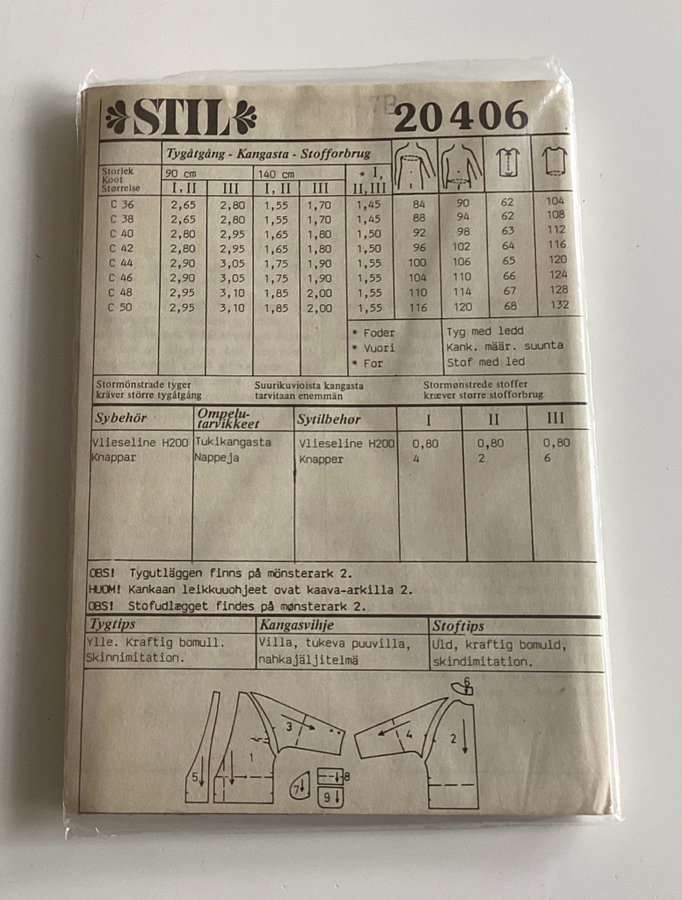 STIL 20406
Tygåtgång - Kangasta - Stofforbrug
Storlek
Koot
Størrelse
90 cm 140 cm * I,
I, II III I, II III II, III
C 36 2,65 2,80 1,55 1,70 1,45 84 90 62 104
C 38 2,65 2,80 1,55 1,70 1,45 88 94 62 108
C 40 2,80 2,95 1,65 1,80 1,50 92 98 63 112
C 42 2,80 2,95 1,65 1,80 1,50 96 102 64 116
C 44 2,90 3,05 1,75 1,90 1,55 100 106 65 120
C 46 2,90 3,05 1,75 1,90 1,55 104 110 66 124
C 48 2,95 3,10 1,85 2,00 1,55 110 114 67 128
C 50 2,95 3,10 1,85 2,00 1,55 116 120 68 132
* Foder Tyg med ledd
* Vuori Kank. määr. suunta
* For Stof med led
Stormönstrade tyger
kräver större tygåtgång
Suurikuvioista kangasta
tarvitaan enemmän
Stormønstrede stoffer
kræver større stofforbrug
Sybehör Ompelu-
tarvikkeet Sytilbehør I II III
Vlieseline H200 Tukikangasta Vlieseline H200 0,80 0,80 0,80
Knappar Nappeja Knapper 4 2 6
OBS! Tygutläggen finns på mönsterark 2.
HUOM! Kankaan leikkuuohjeet ovat kaava-arkilla 2.
OBS! Stofudlægget findes på mønsterark 2.
Tygtips Kangasvihje Stoftips
Ylle. Kraftig bomull. Villa, tukeva puuvilla, Uld, kraftig bomuld,
Skinnimitation. nahkajäljitelmä skindimitation.
5 1 3 7 8 9 4 2 6